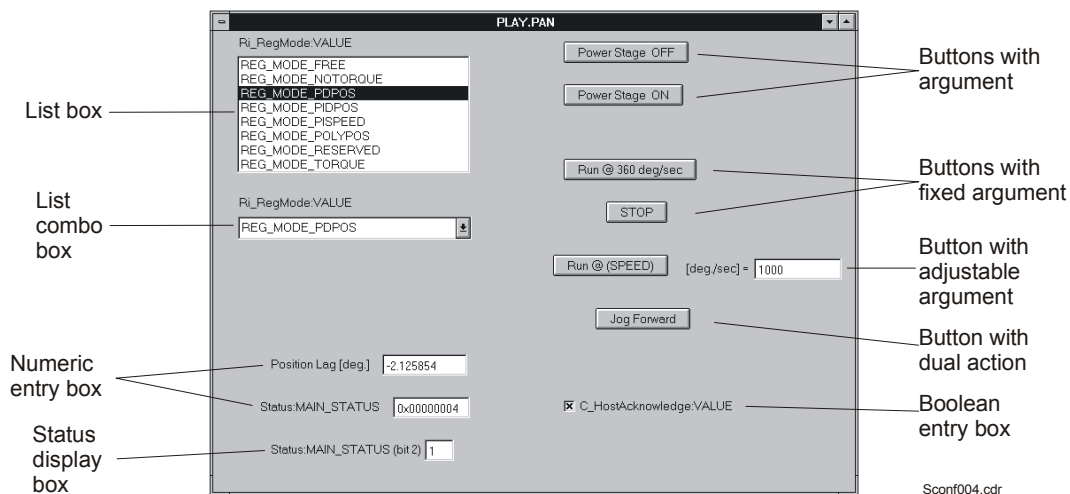 PLAY.PAN
Ri_RegMode:VALUE
REG_MODE_FREE
REG_MODE_NOTORQUE
REG_MODE_PDPOS
REG_MODE_PIDPOS
REG_MODE_PISPEED
REG_MODE_POLYPOS
REG_MODE_RESERVED
REG_MODE_TORQUE
List box
Ri_RegMode:VALUE
REG_MODE_PDPOS
List
combo
box
Position Lag [deg.] -2.125854
Status:MAIN_STATUS 0x00000004
Numeric
entry box
Status:MAIN_STATUS (bit 2) 1
Status
display
box
Power Stage OFF
Power Stage ON
Buttons with
argument
Run @ 360 deg/sec
STOP
Buttons with
fixed argument
Run @ (SPEED) [deg./sec] = 1000
Button with
adjustable
argument
Jog Forward
Button with
dual action
C_HostAcknowledge:VALUE
Boolean
entry box
Sconf004.cdr